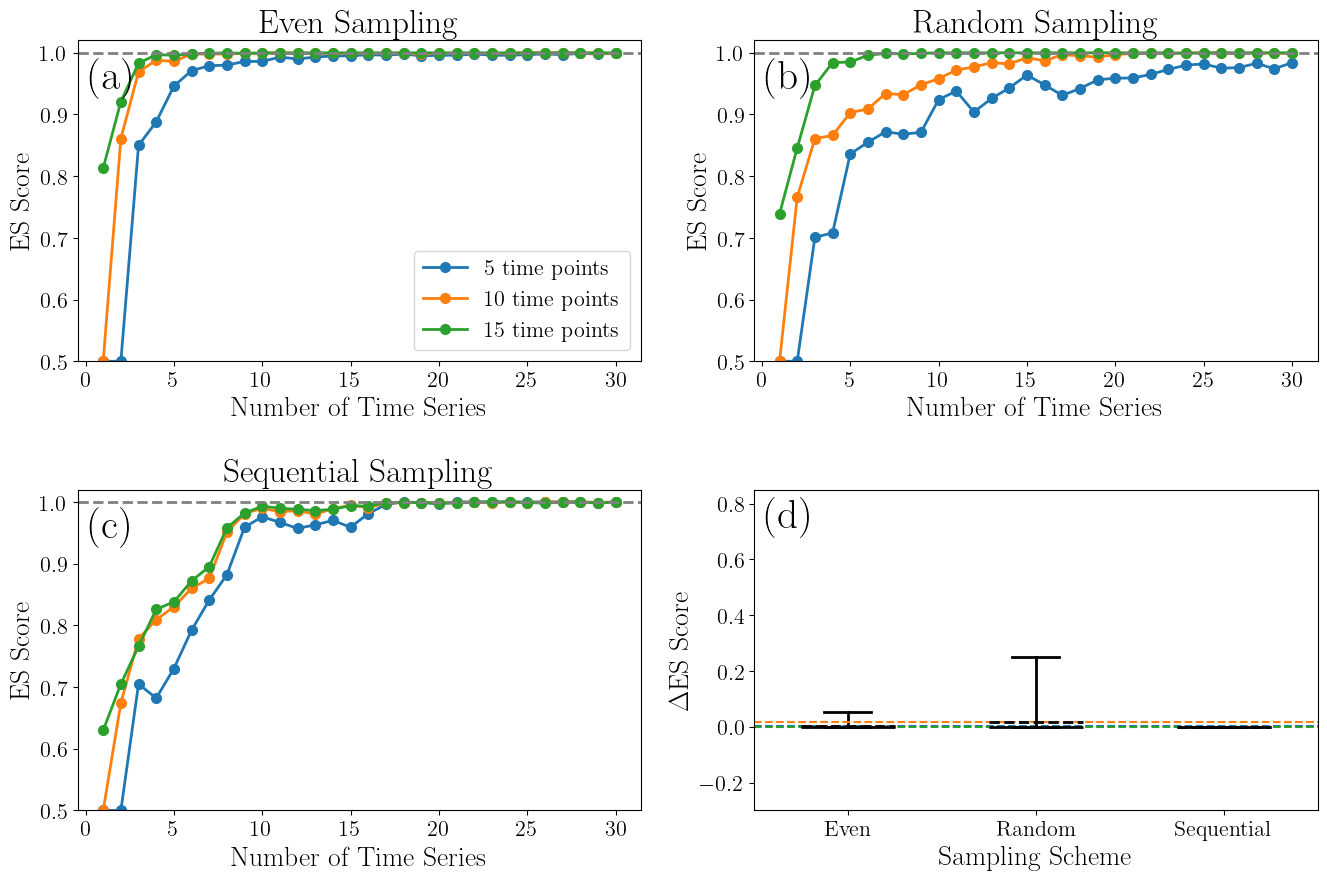 Even Sampling
1.0
0.9
0.8
0.7
0.6
0.5
ES Score
(a)
5 time points
10 time points
15 time points
0 5 10 15 20 25 30
Number of Time Series
Random Sampling
1.0
0.9
0.8
0.7
0.6
0.5
ES Score
(b)
0 5 10 15 20 25 30
Number of Time Series
Sequential Sampling
1.0
0.9
0.8
0.7
0.6
0.5
ES Score
(c)
0 5 10 15 20 25 30
Number of Time Series
(d)
0.8
0.6
0.4
0.2
0.0
−0.2
ΔES Score
Even Random Sequential
Sampling Scheme